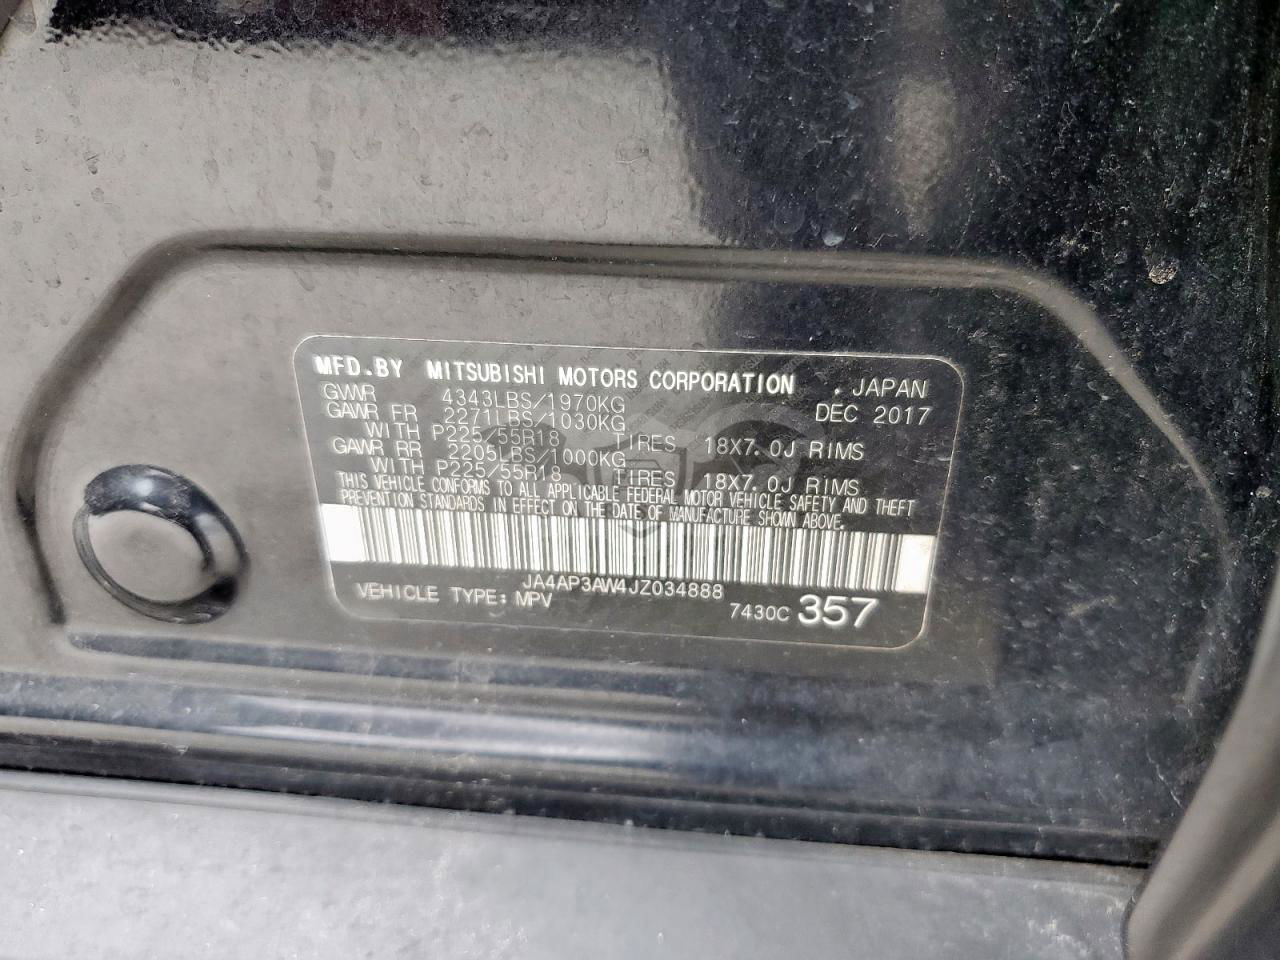 MFD.BY MITSUBISHI MOTORS CORPORATION . JAPAN
GVWR 4343LBS/1970KG DEC 2017
GAWR FR 2271LBS/1030KG
WITH P225/55R18 TIRES 18X7.0J RIMS
GAWR RR 2205LBS/1000KG
WITH P225/55R18 TIRES 18X7.0J RIMS
THIS VEHICLE CONFORMS TO ALL APPLICABLE FEDERAL MOTOR VEHICLE SAFETY AND THEFT
PREVENTION STANDARDS IN EFFECT ON THE DATE OF MANUFACTURE SHOWN ABOVE.
JA4AP3AW4JZ034888
VEHICLE TYPE: MPV 7430C 357